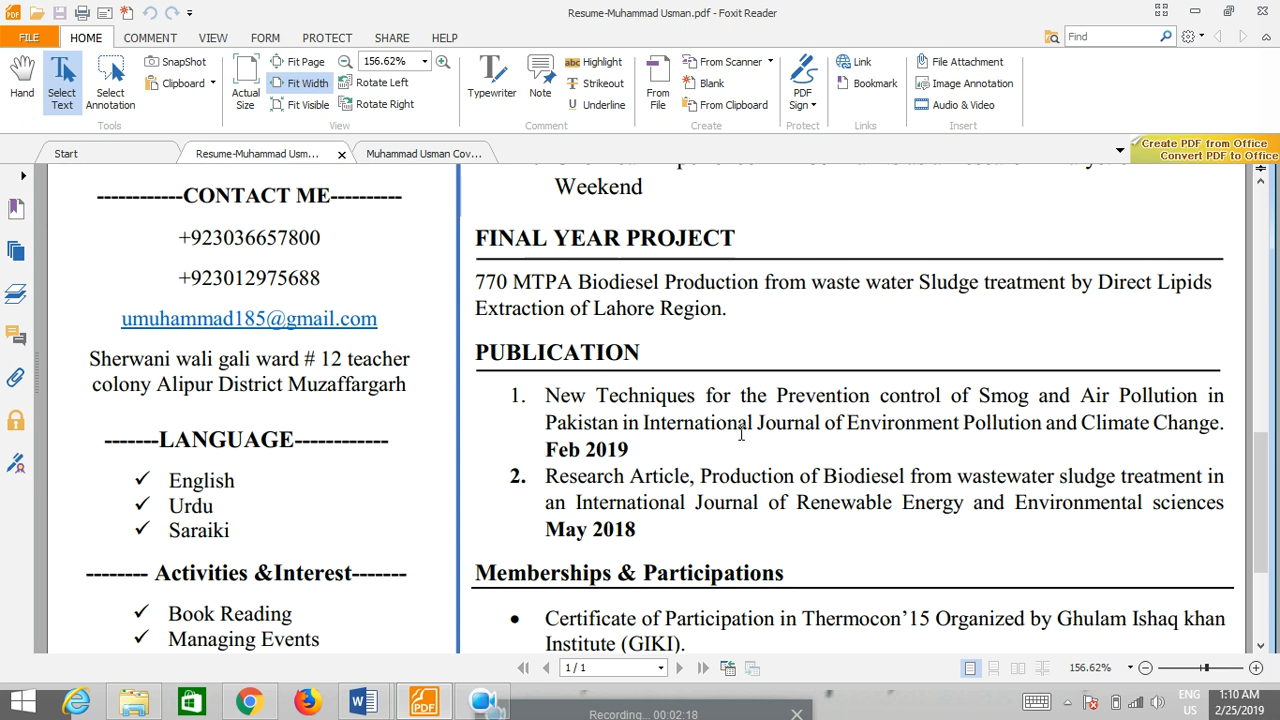 Resume-Muhammad Usman.pdf - Foxit Reader
FILE
HOME
COMMENT
VIEW
FORM
PROTECT
SHARE
HELP
Find
Hand
Select
Text
Select
Annotation
SnapShot
Clipboard
Tools
Actual
Size
Fit Page
Fit Width
Fit Visible
156.62%
Rotate Left
Rotate Right
View
Typewriter
Note
abc Highlight
Strikeout
Underline
Comment
From
File
From Scanner
Blank
From Clipboard
Create
PDF
Sign
Protect
Link
Bookmark
Links
File Attachment
Image Annotation
Audio & Video
Insert
Start
Resume-Muhammad Usm...
Muhammad Usman Cov...
Create PDF from Office
Convert PDF to Office
------------CONTACT ME----------
+923036657800
+923012975688
umuhammad185@gmail.com
Sherwani wali gali ward # 12 teacher
colony Alipur District Muzaffargarh
-------LANGUAGE------------
✓ English
✓ Urdu
✓ Saraiki
-------- Activities &Interest-------
✓ Book Reading
✓ Managing Events
Weekend
FINAL YEAR PROJECT
770 MTPA Biodiesel Production from waste water Sludge treatment by Direct Lipids
Extraction of Lahore Region.
PUBLICATION
1. New Techniques for the Prevention control of Smog and Air Pollution in
Pakistan in International Journal of Environment Pollution and Climate Change.
Feb 2019
2. Research Article, Production of Biodiesel from wastewater sludge treatment in
an International Journal of Renewable Energy and Environmental sciences
May 2018
Memberships & Participations
• Certificate of Participation in Thermocon’15 Organized by Ghulam Ishaq khan
Institute (GIKI).
1 / 1
156.62%
Recording... 00:02:18
ENG
US
1:10 AM
2/25/2019